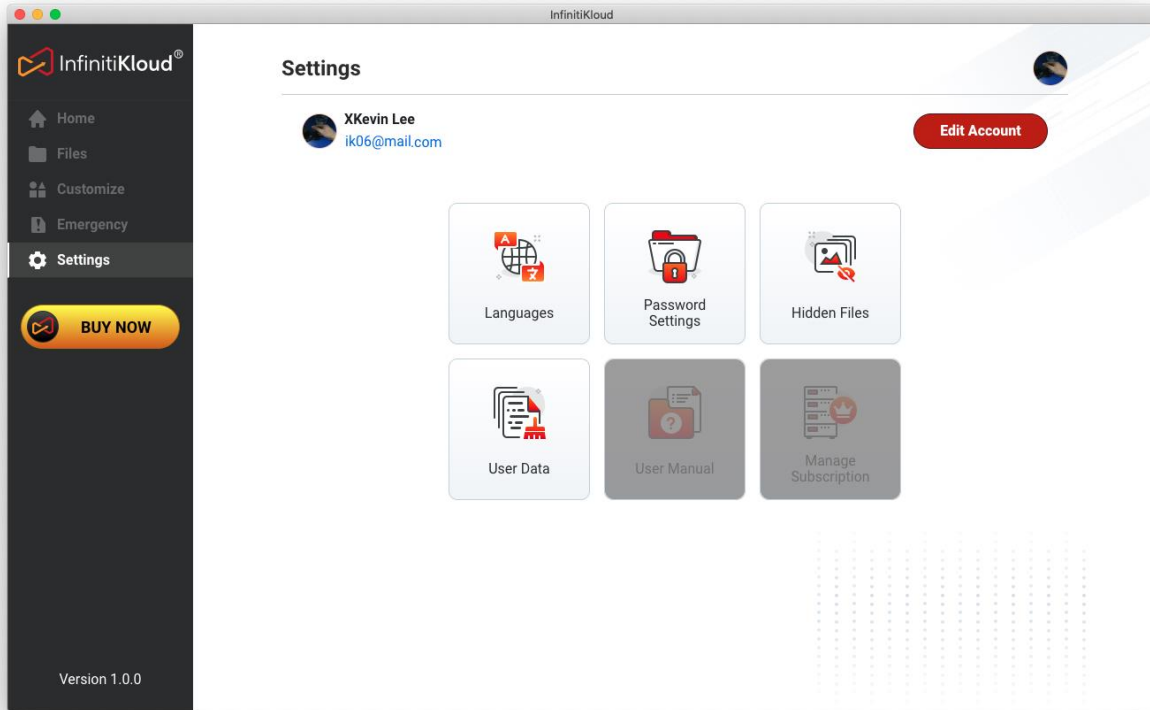 InfinitiKloud
InfinitiKloud®
Home
Files
Customize
Emergency
Settings
BUY NOW
Version 1.0.0
Settings
XKevin Lee
ik06@mail.com
Edit Account
A
文
Languages
Password
Settings
Hidden Files
User Data
?
User Manual
Manage
Subscription